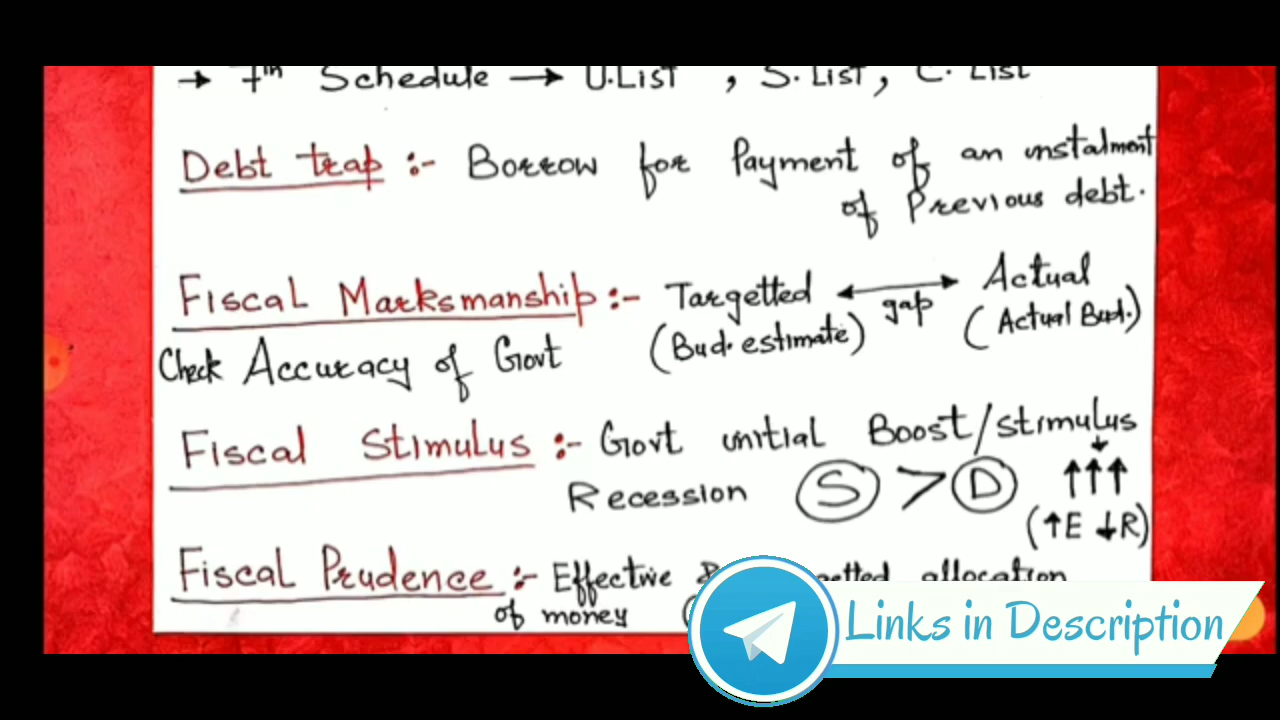 → 7th Schedule → U.List , S.List, C.List
Debt trap :- Borrow for Payment of an instalment
of Previous debt.
Fiscal Marksmanship :- Targetted ↔ gap Actual
(Bud. estimate) (Actual Bud.)
Check Accuracy of Govt
Fiscal Stimulus :- Govt initial Boost/stimulus
Recession S > D ↑↑↑
(↑E ↓R)
Fiscal Prudence :- Effective allocation
of money
Links in Description